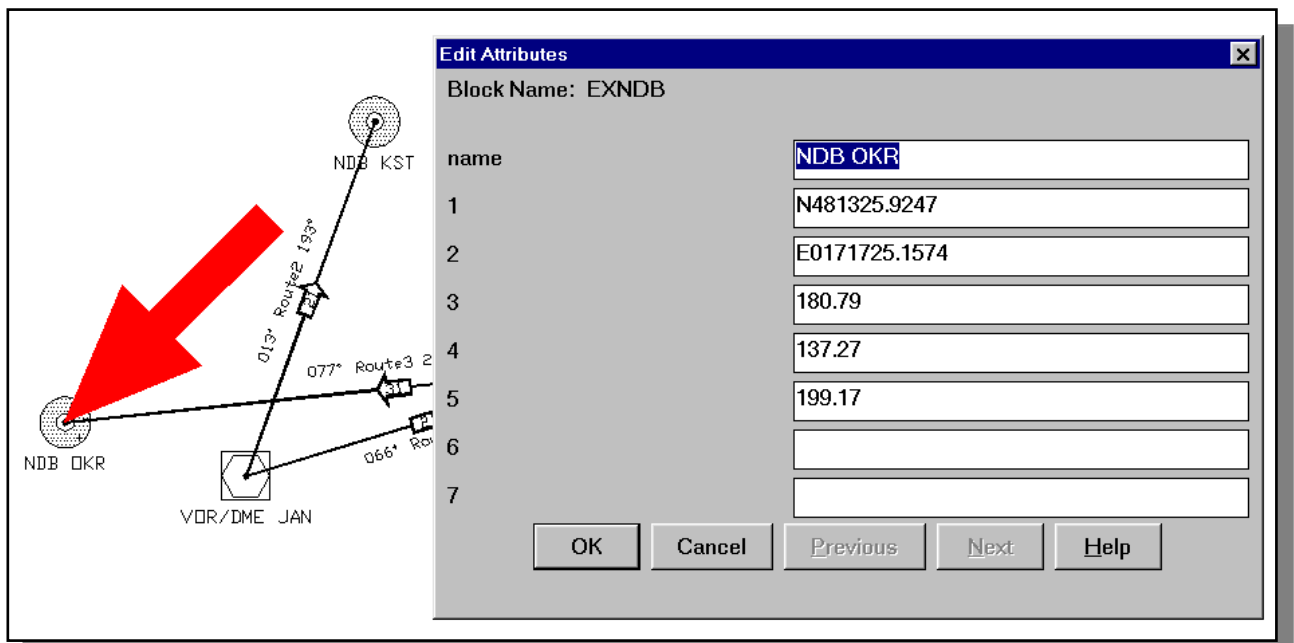 Edit Attributes
Block Name: EXNDB
name NDB OKR
1 N481325.9247
2 E0171725.1574
3 180.79
4 137.27
5 199.17
6
7
OK Cancel Previous Next Help
NDB KST
013° Route2 193°
21
077° Route3 2
31
066°
NDB OKR
VOR/DME JAN